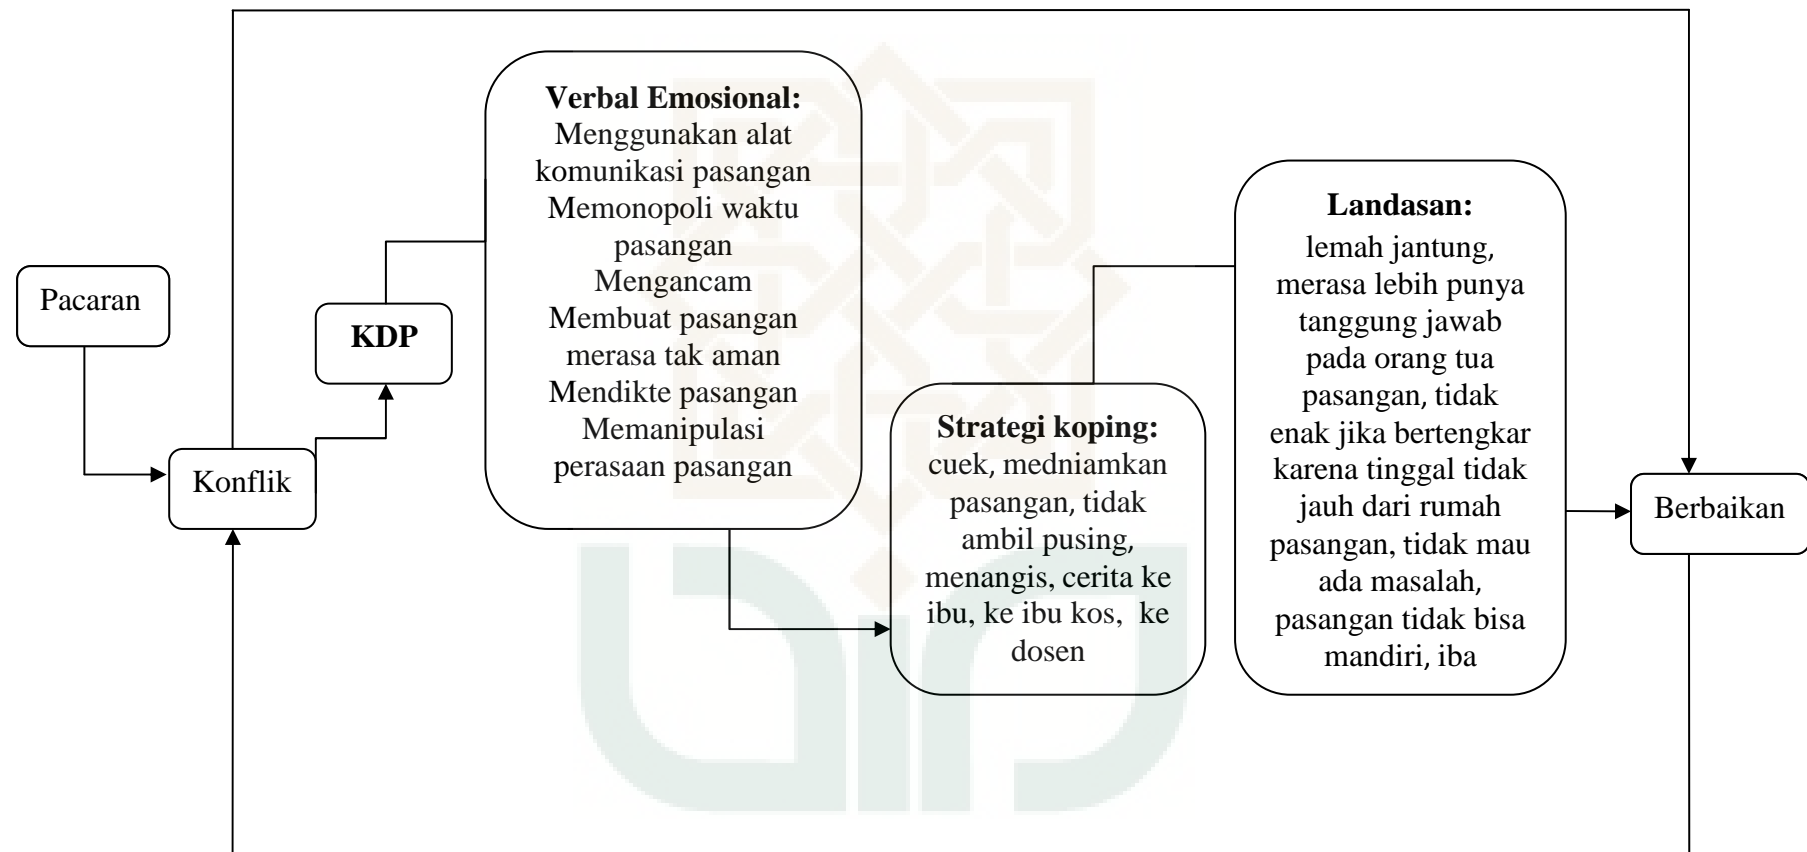 Pacaran
Konflik
KDP
Verbal Emosional:
Menggunakan alat
komunikasi pasangan
Memonopoli waktu
pasangan
Mengancam
Membuat pasangan
merasa tak aman
Mendikte pasangan
Memanipulasi
perasaan pasangan
Strategi koping:
cuek, medniamkan
pasangan, tidak
ambil pusing,
menangis, cerita ke
ibu, ke ibu kos,  ke
dosen
Landasan:
lemah jantung,
merasa lebih punya
tanggung jawab
pada orang tua
pasangan, tidak
enak jika bertengkar
karena tinggal tidak
jauh dari rumah
pasangan, tidak mau
ada masalah,
pasangan tidak bisa
mandiri, iba
Berbaikan